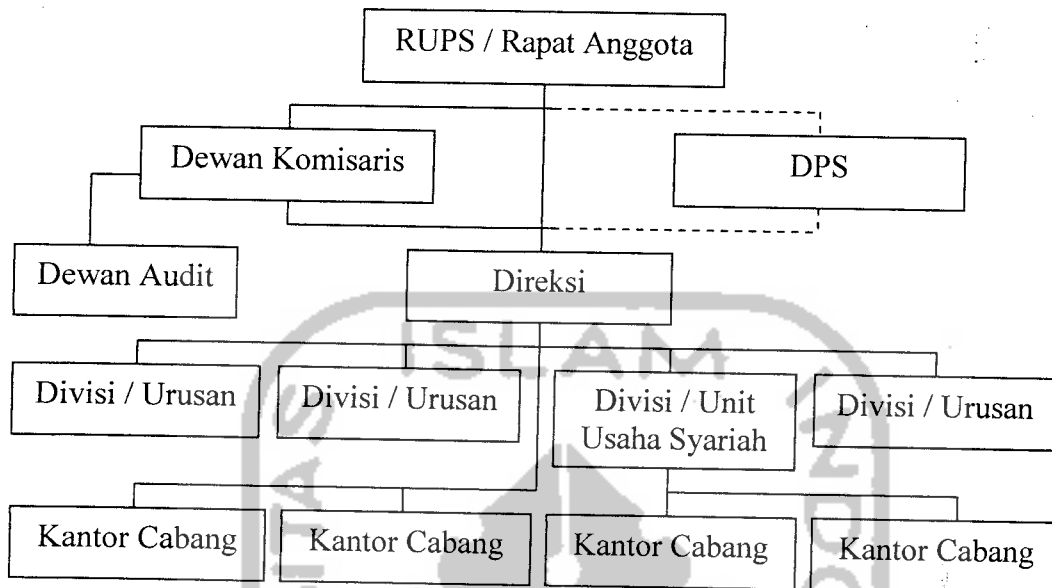 RUPS / Rapat Anggota
Dewan Komisaris
DPS
Dewan Audit
Direksi
ISLAM
Divisi / Urusan
Divisi / Urusan
Divisi / Unit
Usaha Syariah
Divisi / Urusan
Kantor Cabang
Kantor Cabang
Kantor Cabang
Kantor Cabang